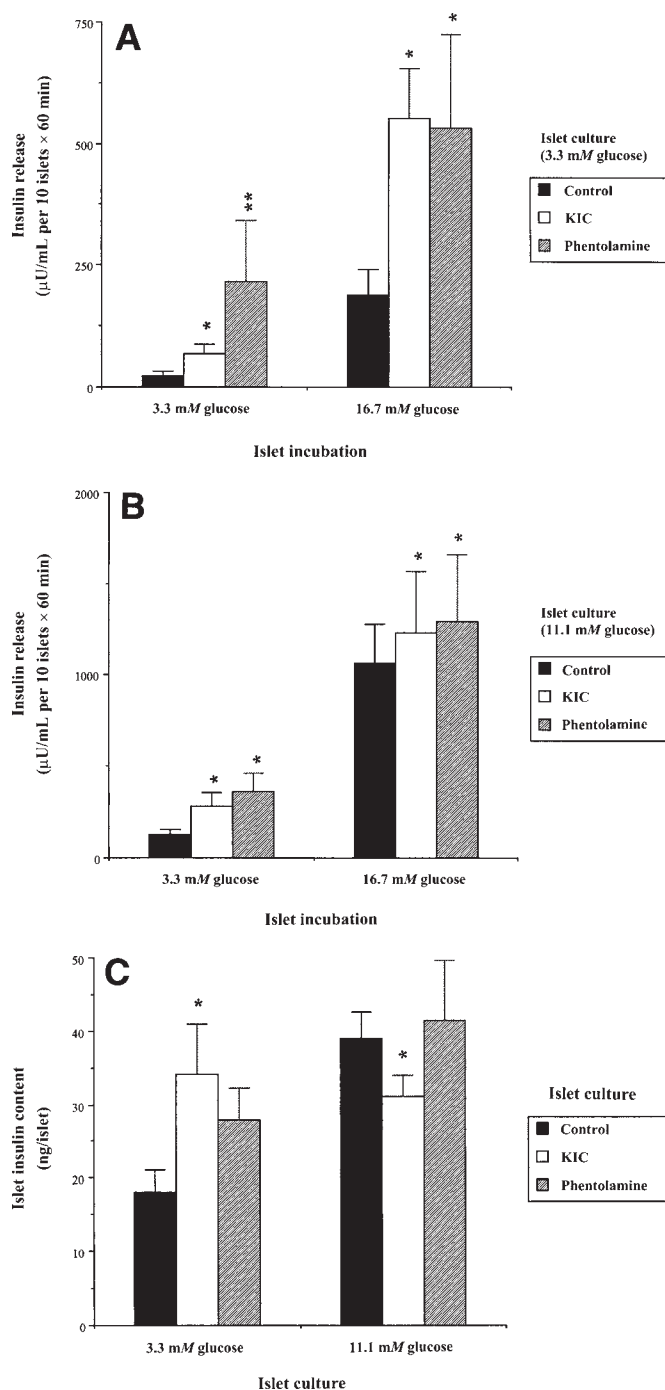 A
Insulin release
(µU/mL per 10 islets × 60 min)
750
500
250
0
*
**
*
*
3.3 mM glucose
16.7 mM glucose
Islet incubation
Islet culture
(3.3 mM glucose)
Control
KIC
Phentolamine
B
Insulin release
(µU/mL per 10 islets × 60 min)
2000
1000
0
*
*
*
*
3.3 mM glucose
16.7 mM glucose
Islet incubation
Islet culture
(11.1 mM glucose)
Control
KIC
Phentolamine
C
Islet insulin content
(ng/islet)
50
40
30
20
10
0
*
*
3.3 mM glucose
11.1 mM glucose
Islet culture
Islet culture
Control
KIC
Phentolamine